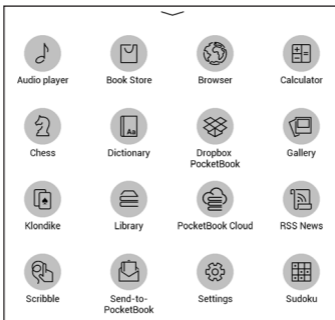 Audio player
Book Store
Browser
Calculator
Chess
Dictionary
Dropbox
PocketBook
Gallery
Aa
Klondike
Library
PocketBook Cloud
RSS News
Scribble
Send-to-
PocketBook
Settings
Sudoku